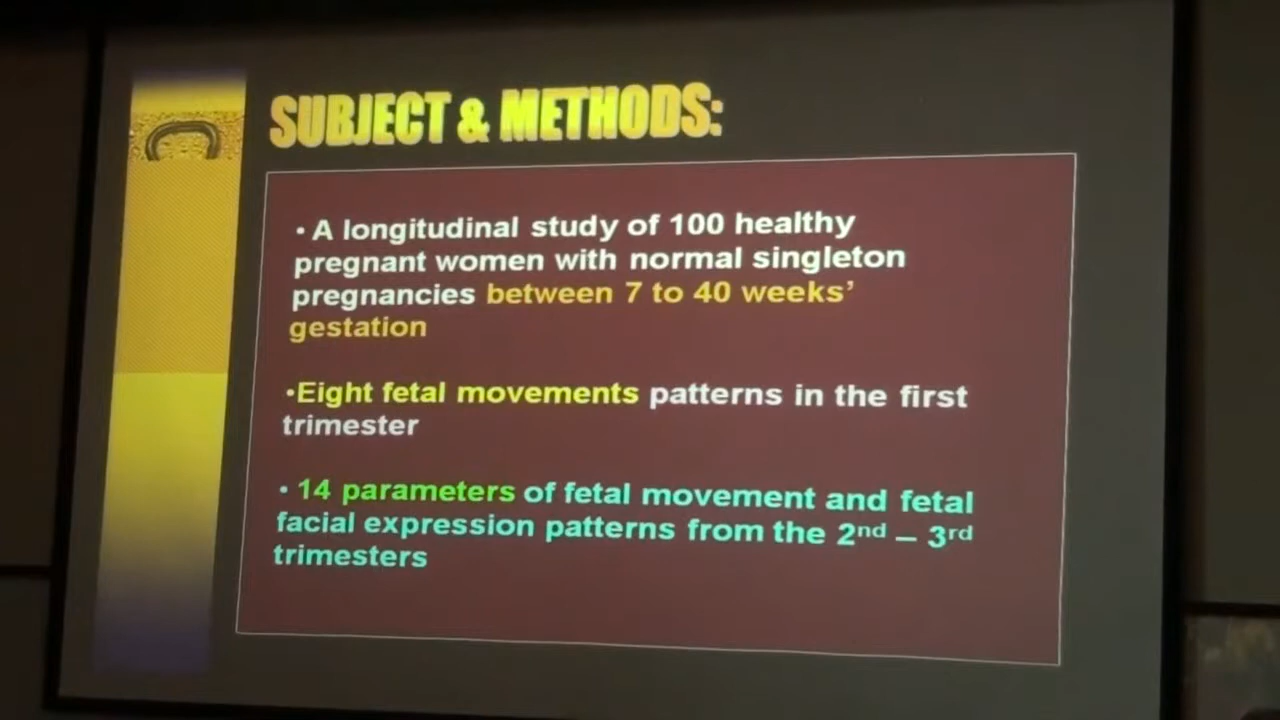 SUBJECT & METHODS:
• A longitudinal study of 100 healthy
pregnant women with normal singleton
pregnancies between 7 to 40 weeks’
gestation
•Eight fetal movements patterns in the first
trimester
• 14 parameters of fetal movement and fetal
facial expression patterns from the 2nd – 3rd
trimesters